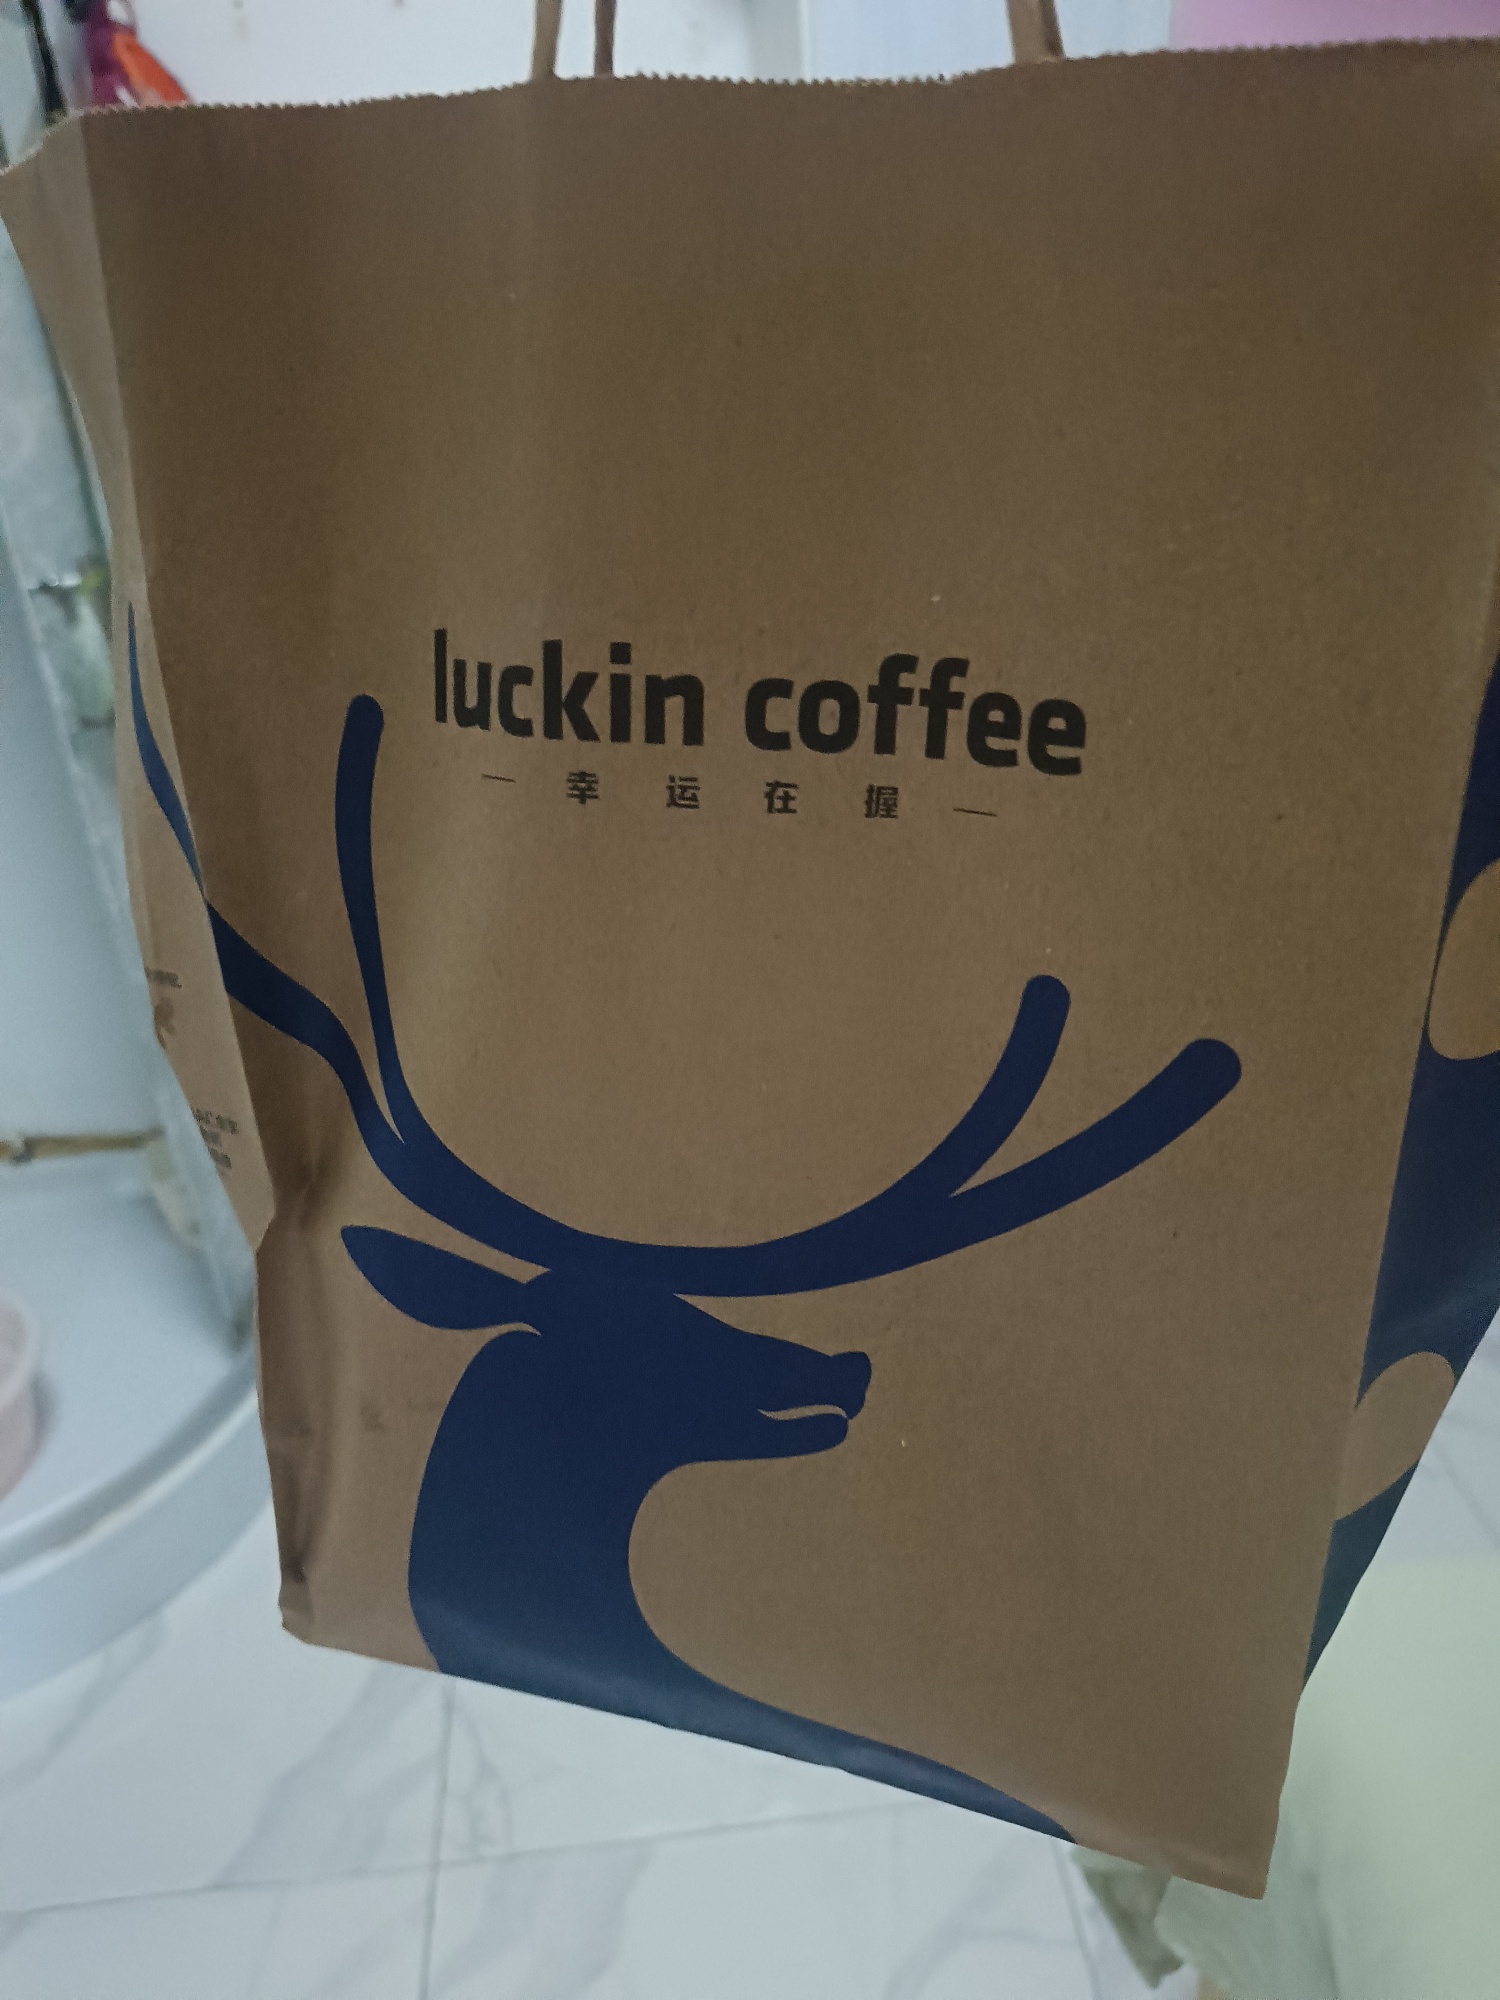 luckin coffee
— 幸 运 在 握 —